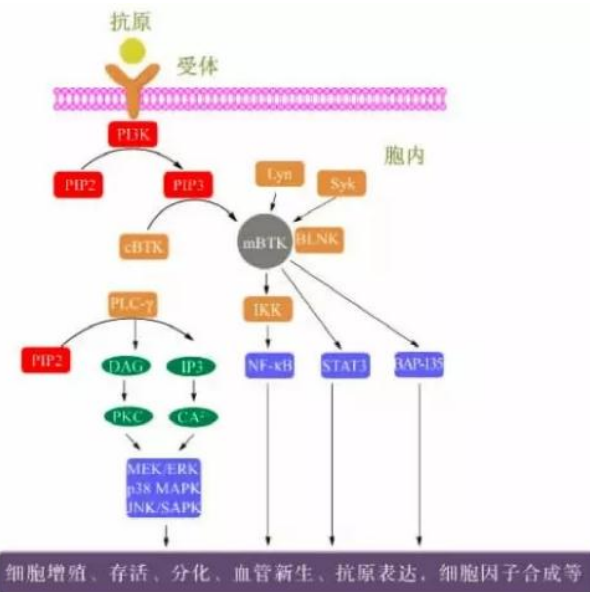 抗原
受体
PI3K
胞内
PIP2
PIP3
Lyn
Syk
cBTK
mBTK
BLNK
PLC-γ
IKK
PIP2
DAG
IP3
NF-κB
STAT3
BAP-135
PKC
CA²
MEK/ERK
p38 MAPK
JNK/SAPK
细胞增殖、存活、分化、血管新生、抗原表达，细胞因子合成等